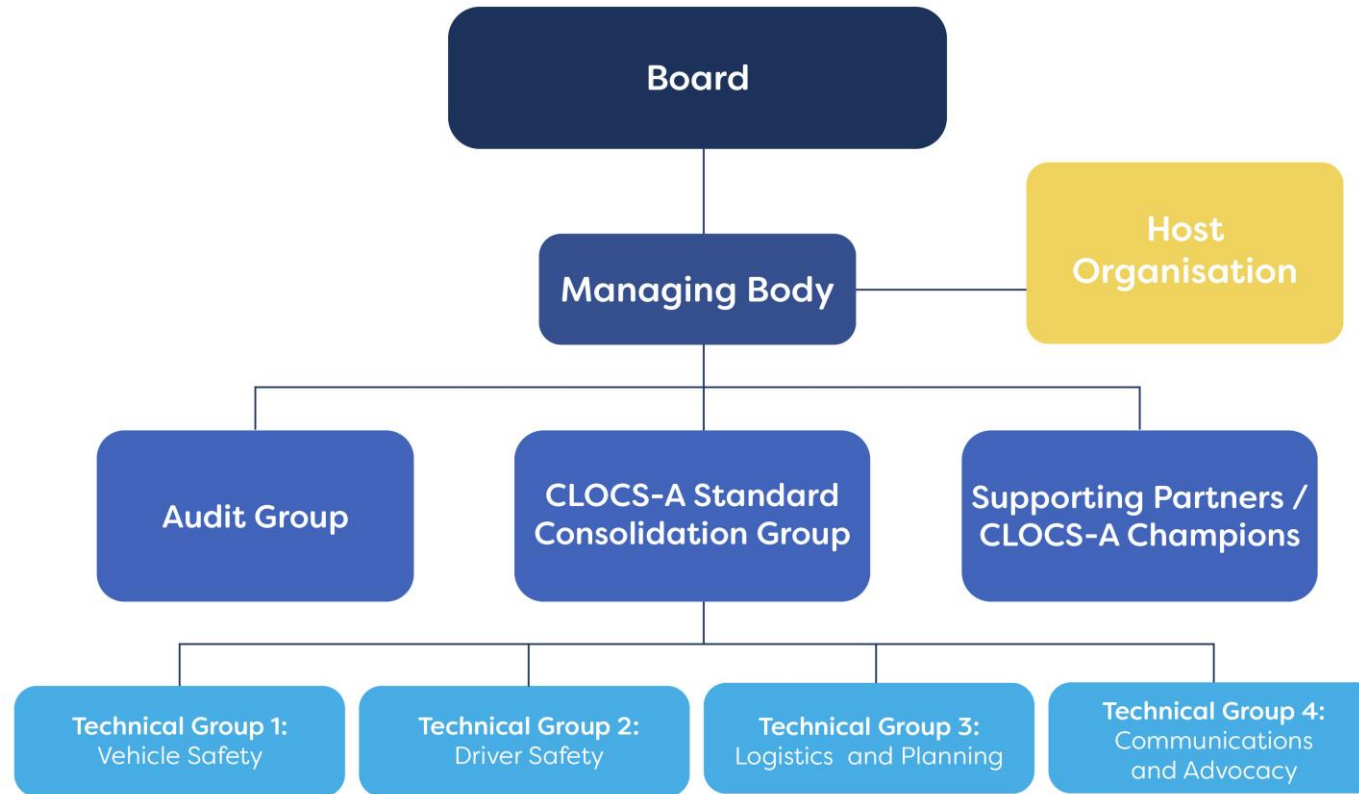 Board
Host
Organisation
Managing Body
Audit Group
CLOCS-A Standard
Consolidation Group
Supporting Partners /
CLOCS-A Champions
Technical Group 1:
Vehicle Safety
Technical Group 2:
Driver Safety
Technical Group 3:
Logistics and Planning
Technical Group 4:
Communications
and Advocacy